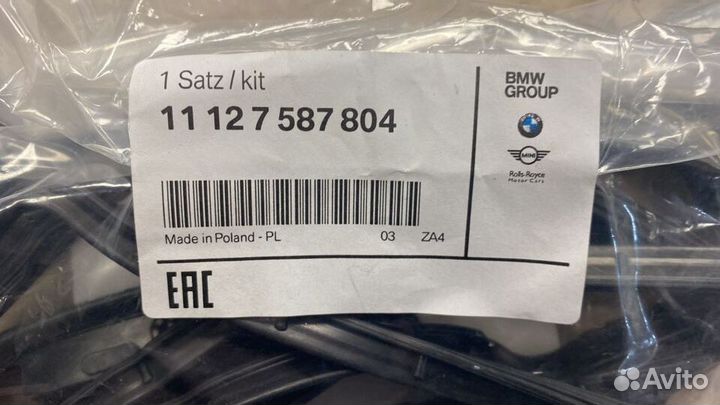 1 Satz / kit
11 12 7 587 804
Made in Poland - PL 03 ZA4
EAC
BMW
GROUP
MINI
Rolls-Royce
Motor Cars
Avito